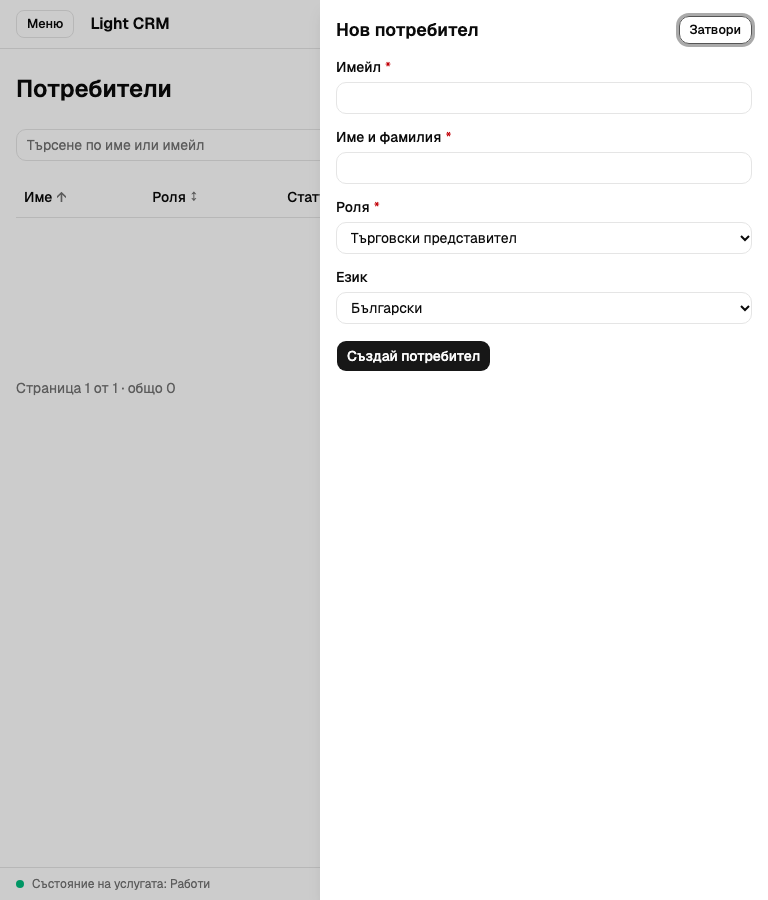 Меню
Light CRM
Потребители
Търсене по име или имейл
Име ↑ Роля ↕
Страница 1 от 1 · общо 0
Състояние на услугата: Работи
Нов потребител
Затвори
Имейл *
Име и фамилия *
Роля *
Търговски представител
Език
Български
Създай потребител